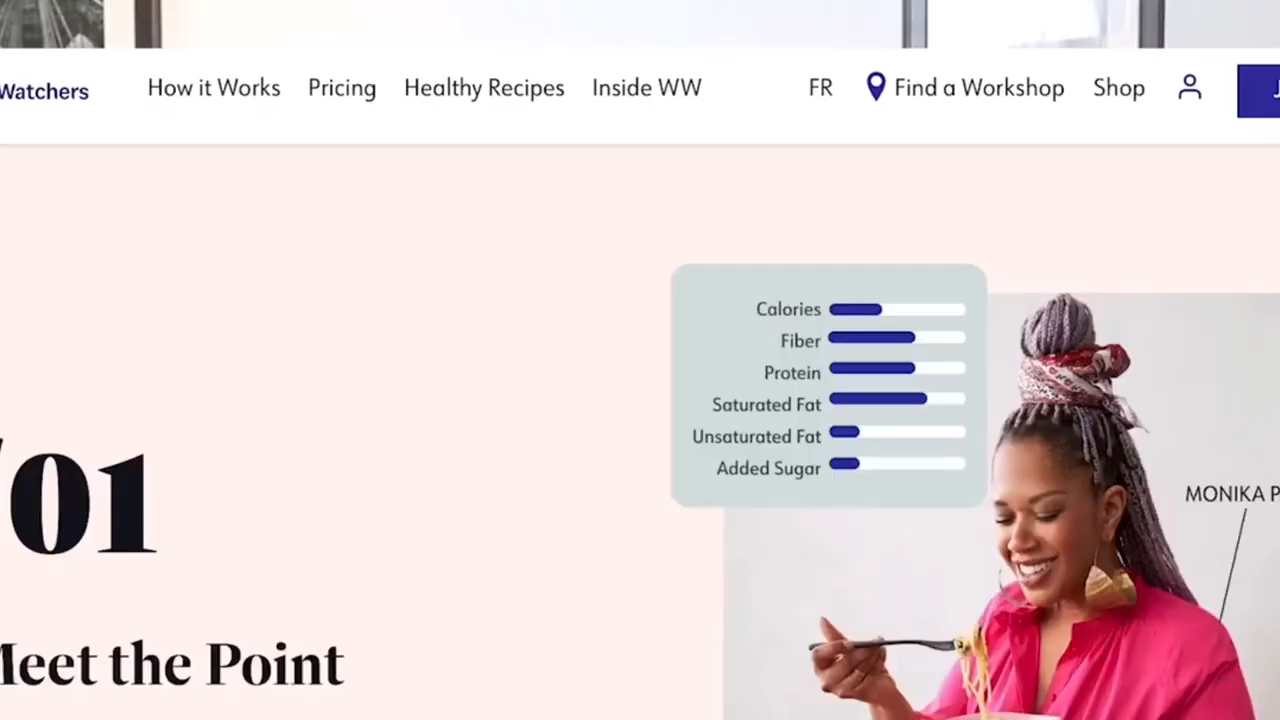 Watchers How it Works Pricing Healthy Recipes Inside WW FR Find a Workshop Shop
Calories
Fiber
Protein
Saturated Fat
Unsaturated Fat
Added Sugar
MONIKA P
/01
Meet the Point